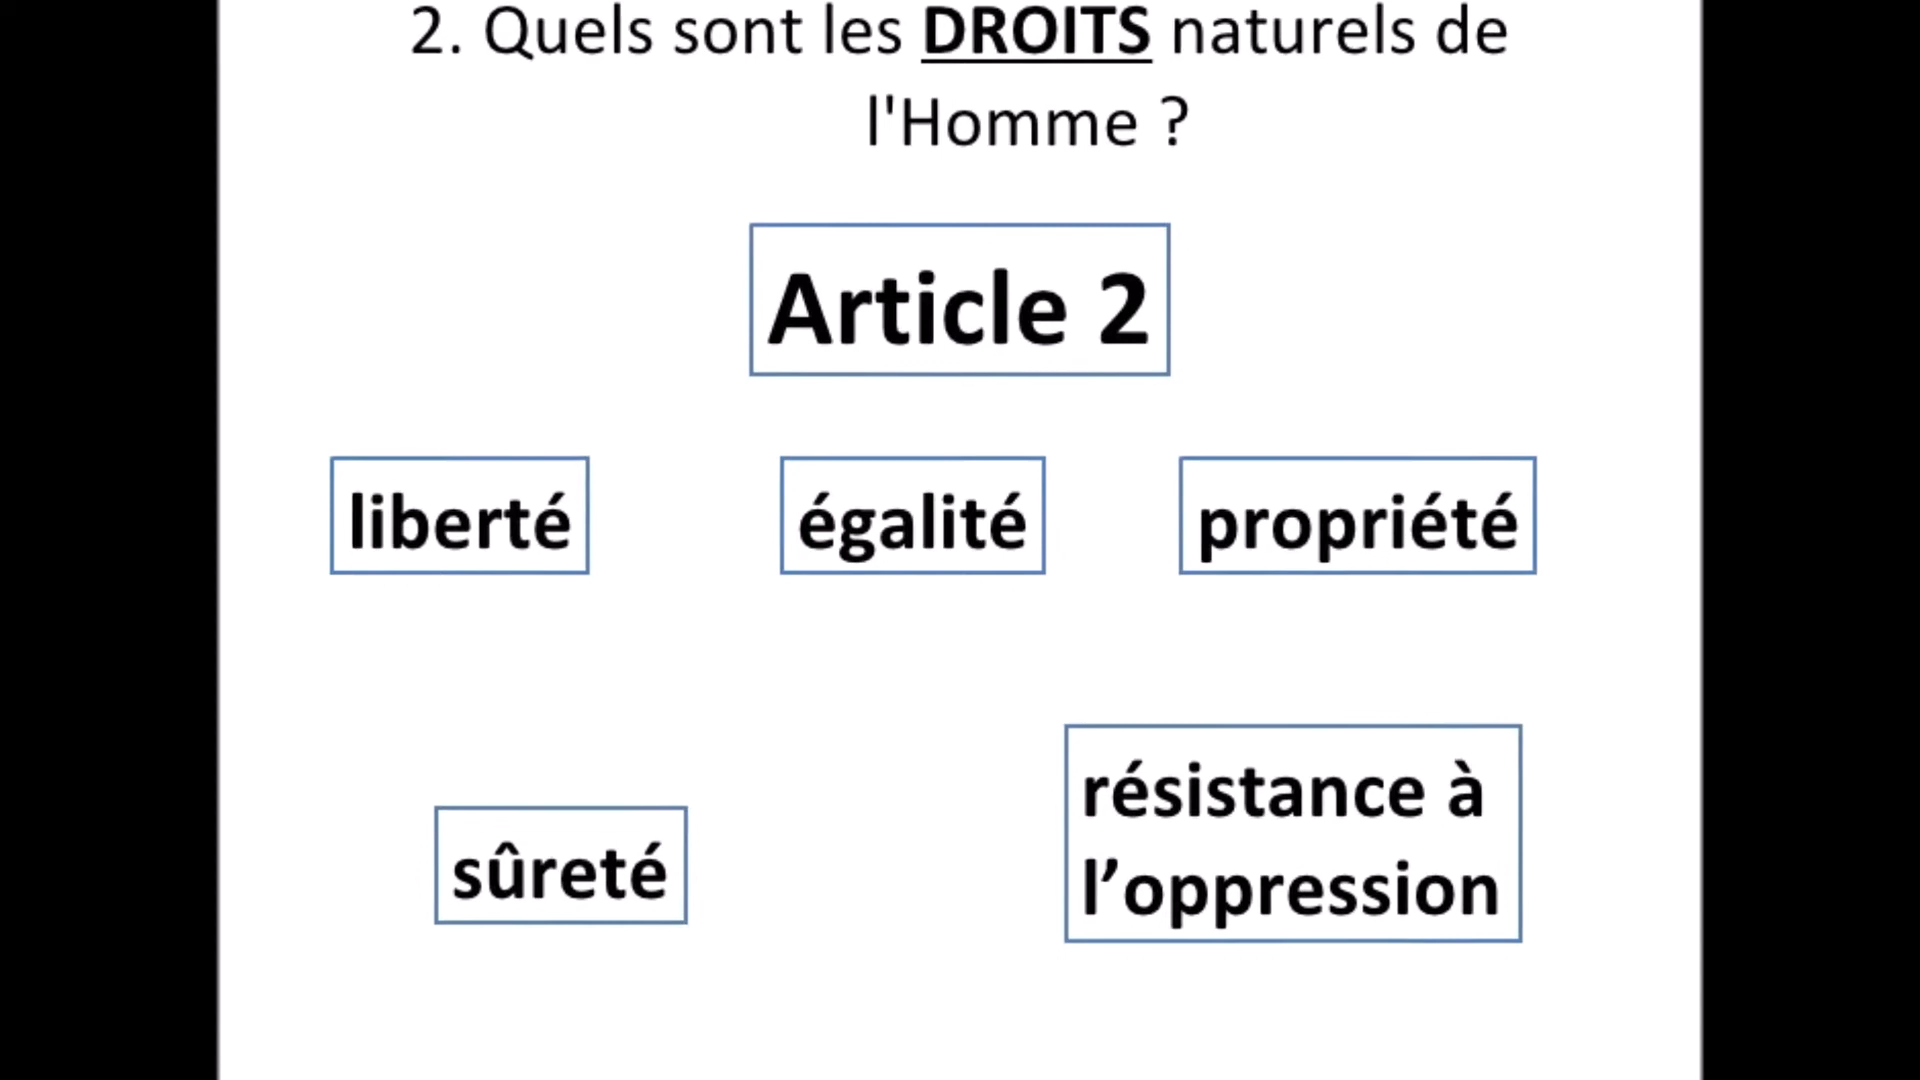 2. Quels sont les DROITS naturels de
l'Homme ?
Article 2
liberté
égalité
propriété
sûreté
résistance à
l’oppression